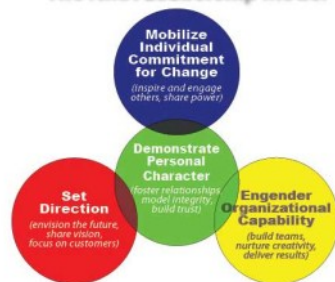 Mobilize
Individual
Commitment
for Change
(inspire and engage
others, share power)
Demonstrate
Personal
Character
(foster relationships
model integrity,
build trust)
Set
Direction
(envision the future,
share vision,
focus on customers)
Engender
Organizational
Capability
(build teams,
nurture creativity,
deliver results)